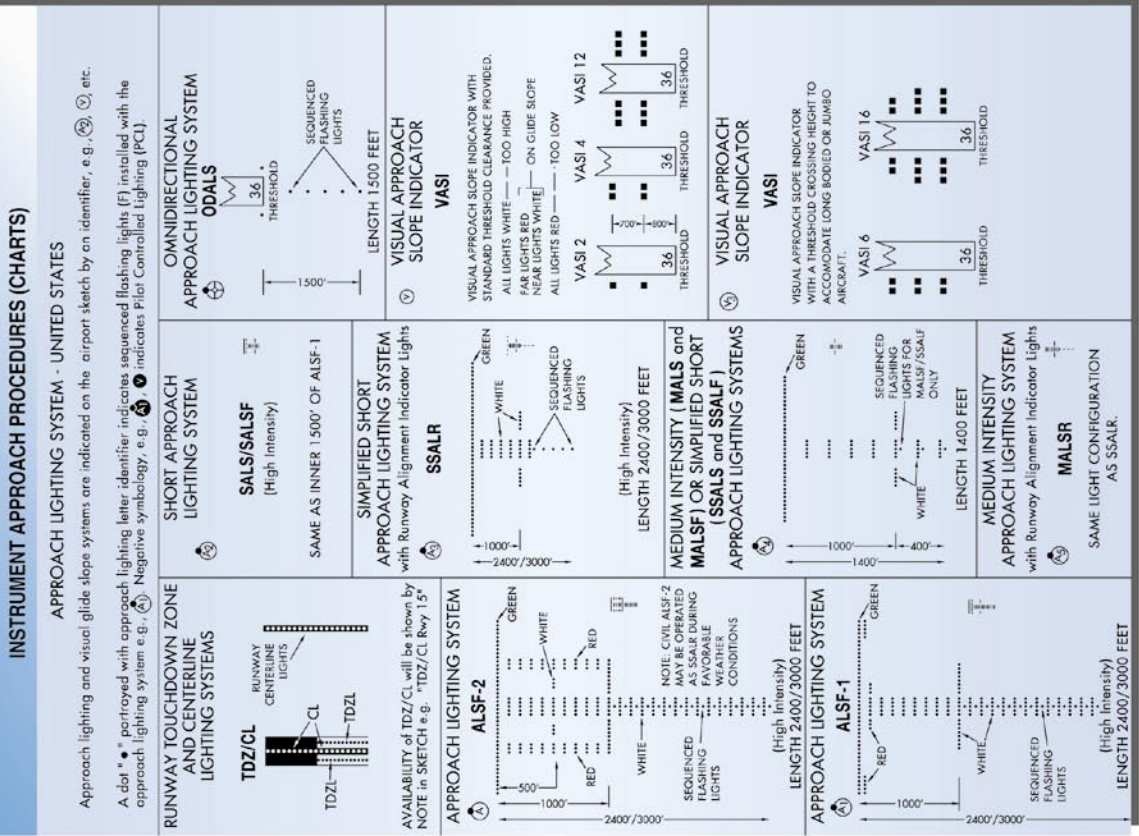 INSTRUMENT APPROACH PROCEDURES (CHARTS)
APPROACH LIGHTING SYSTEM - UNITED STATES
Approach lighting and visual glide slope systems are indicated on the airport sketch by an identifier, e.g., A2, V, etc.
A dot " • " portrayed with approach lighting letter identifier indicates sequenced flashing lights (F) installed with the
approach lighting system e.g., A1. Negative symbology, e.g., A1, V indicates Pilot Controlled Lighting (PCL).
RUNWAY TOUCHDOWN ZONE
AND CENTERLINE
LIGHTING SYSTEMS
TDZ/CL
RUNWAY
CENTERLINE
LIGHTS
CL
TDZL
TDZL
AVAILABILITY of TDZ/CL will be shown by
NOTE in SKETCH e.g. "TDZ/CL Rwy 15"
A
APPROACH LIGHTING SYSTEM
ALSF-2
GREEN
500'
WHITE
RED
RED
1000'
WHITE
SEQUENCED
FLASHING
LIGHTS
2400'/3000'
NOTE: CIVIL ALSF-2
MAY BE OPERATED
AS SSALR DURING
FAVORABLE
WEATHER
CONDITIONS
(High Intensity)
LENGTH 2400/3000 FEET
A1
APPROACH LIGHTING SYSTEM
ALSF-1
GREEN
RED
1000'
WHITE
SEQUENCED
FLASHING
LIGHTS
2400'/3000'
(High Intensity)
LENGTH 2400/3000 FEET
A2
SHORT APPROACH
LIGHTING SYSTEM
SALS/SALSF
(High Intensity)
SAME AS INNER 1500' OF ALSF-1
A3
SIMPLIFIED SHORT
APPROACH LIGHTING SYSTEM
with Runway Alignment Indicator Lights
SSALR
GREEN
WHITE
1000'
SEQUENCED
FLASHING
LIGHTS
2400'/3000'
(High Intensity)
LENGTH 2400/3000 FEET
A4
MEDIUM INTENSITY (MALS and
MALSF) OR SIMPLIFIED SHORT
(SSALS and SSALF)
APPROACH LIGHTING SYSTEMS
GREEN
1000'
SEQUENCED
FLASHING
LIGHTS FOR
MALSF/SSALF
ONLY
WHITE
400'
1400'
LENGTH 1400 FEET
A5
MEDIUM INTENSITY
APPROACH LIGHTING SYSTEM
with Runway Alignment Indicator Lights
MALSR
SAME LIGHT CONFIGURATION
AS SSALR.
OMNIDIRECTIONAL
APPROACH LIGHTING SYSTEM
ODALS
36
THRESHOLD
1500'
SEQUENCED
FLASHING
LIGHTS
LENGTH 1500 FEET
V
VISUAL APPROACH
SLOPE INDICATOR
VASI
VISUAL APPROACH SLOPE INDICATOR WITH
STANDARD THRESHOLD CLEARANCE PROVIDED.
ALL LIGHTS WHITE — TOO HIGH
FAR LIGHTS RED
NEAR LIGHTS WHITE — ON GLIDE SLOPE
ALL LIGHTS RED — TOO LOW
VASI 2 VASI 4 VASI 12
700'
800'
36 36 36
THRESHOLD THRESHOLD THRESHOLD
VISUAL APPROACH
SLOPE INDICATOR
VASI
VISUAL APPROACH SLOPE INDICATOR
WITH A THRESHOLD CROSSING HEIGHT TO
ACCOMODATE LONG BODIED OR JUMBO
AIRCRAFT.
VASI 6 VASI 16
36 36
THRESHOLD THRESHOLD